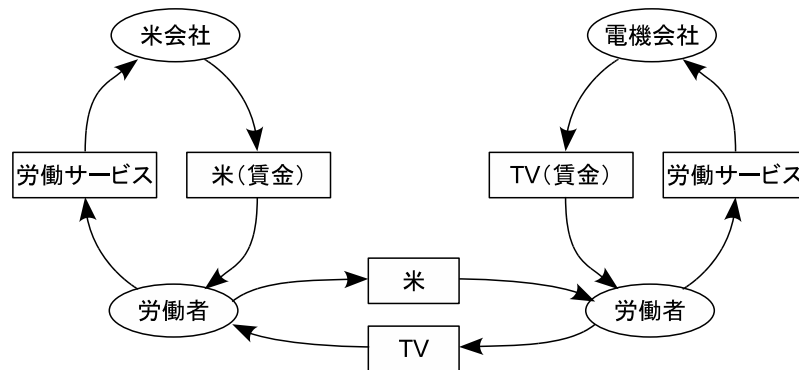 米会社
電機会社
労働サービス
米(賃金)
TV(賃金)
労働サービス
米
労働者
労働者
TV